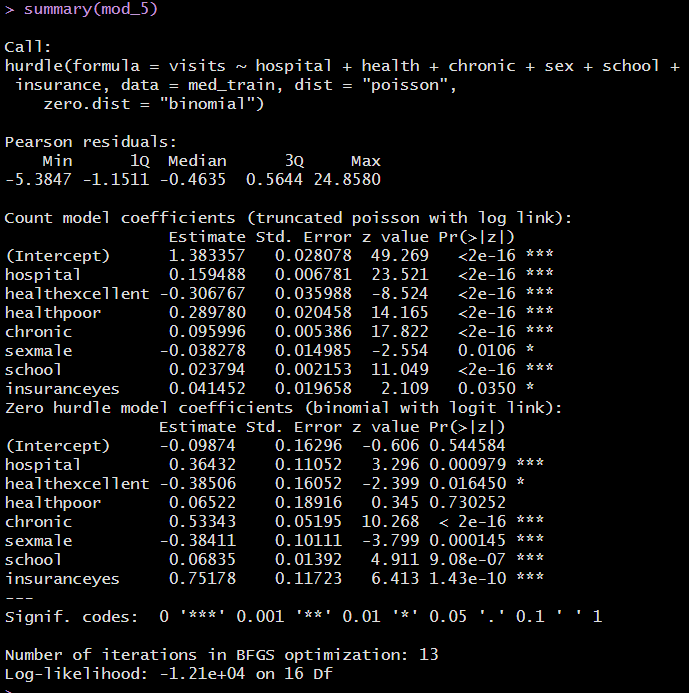 > summary(mod_5)

Call:
hurdle(formula = visits ~ hospital + health + chronic + sex + school +
 insurance, data = med_train, dist = "poisson",
    zero.dist = "binomial")

Pearson residuals:
    Min      1Q  Median      3Q     Max
-5.3847 -1.1511 -0.4635  0.5644 24.8580

Count model coefficients (truncated poisson with log link):
                 Estimate Std. Error z value Pr(>|z|)
(Intercept)      1.383357   0.028078  49.269   <2e-16 ***
hospital         0.159488   0.006781  23.521   <2e-16 ***
healthexcellent -0.306767   0.035988  -8.524   <2e-16 ***
healthpoor       0.289780   0.020458  14.165   <2e-16 ***
chronic          0.095996   0.005386  17.822   <2e-16 ***
sexmale         -0.038278   0.014985  -2.554   0.0106 *
school           0.023794   0.002153  11.049   <2e-16 ***
insuranceyes     0.041452   0.019658   2.109   0.0350 *
Zero hurdle model coefficients (binomial with logit link):
                Estimate Std. Error z value Pr(>|z|)
(Intercept)     -0.09874    0.16296  -0.606 0.544584
hospital         0.36432    0.11052   3.296 0.000979 ***
healthexcellent -0.38506    0.16052  -2.399 0.016450 *
healthpoor       0.06522    0.18916   0.345 0.730252
chronic          0.53343    0.05195  10.268  < 2e-16 ***
sexmale         -0.38411    0.10111  -3.799 0.000145 ***
school           0.06835    0.01392   4.911 9.08e-07 ***
insuranceyes     0.75178    0.11723   6.413 1.43e-10 ***
---
Signif. codes:  0 '***' 0.001 '**' 0.01 '*' 0.05 '.' 0.1 ' ' 1

Number of iterations in BFGS optimization: 13
Log-likelihood: -1.21e+04 on 16 Df
>